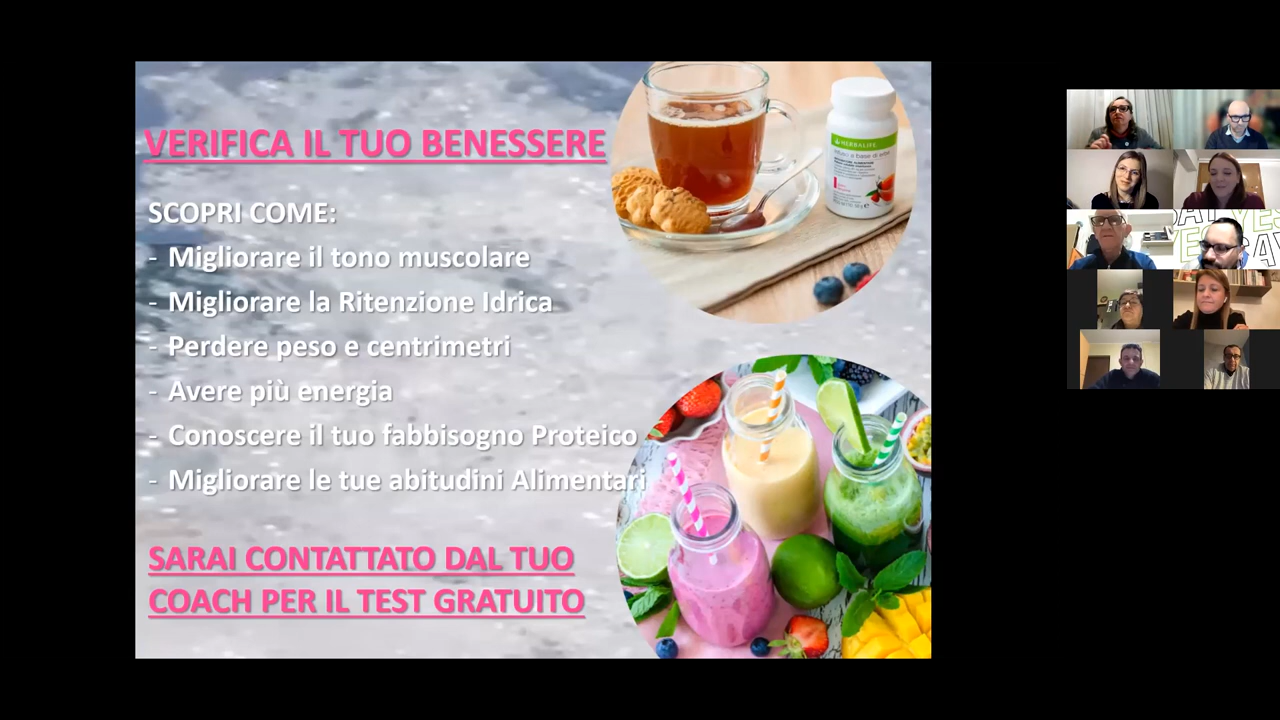 VERIFICA IL TUO BENESSERE
SCOPRI COME:
- Migliorare il tono muscolare
- Migliorare la Ritenzione Idrica
- Perdere peso e centrimetri
- Avere più energia
- Conoscere il tuo fabbisogno Proteico
- Migliorare le tue abitudini Alimentari
SARAI CONTATTATO DAL TUO
COACH PER IL TEST GRATUITO
HERBALIFE